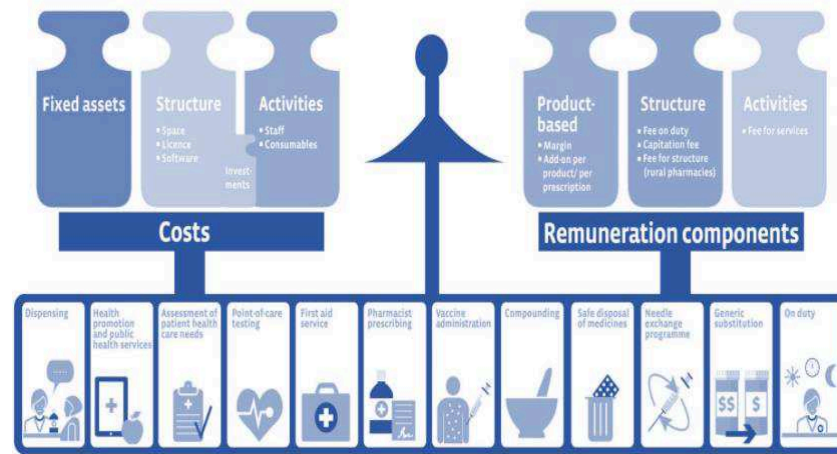 Fixed assets
Structure
▪ Space
▪ Licence
▪ Software
Invest-
ments
Activities
▪ Staff
▪ Consumables
Product-
based
▪ Margin
▪ Add-on per
product/ per
prescription
Structure
▪ Fee on duty
▪ Capitation fee
▪ Fee for structure
(rural pharmacies)
Activities
▪ Fee for services
Costs
Remuneration components
Dispensing
Health
promotion
and public
health services
Assessment of
patient health
care needs
Point-of-care
testing
First aid
service
Pharmacist
prescribing
Vaccine
administration
Compounding
Safe disposal
of medicines
Needle
exchange
programme
Generic
substitution
$$ $
On duty